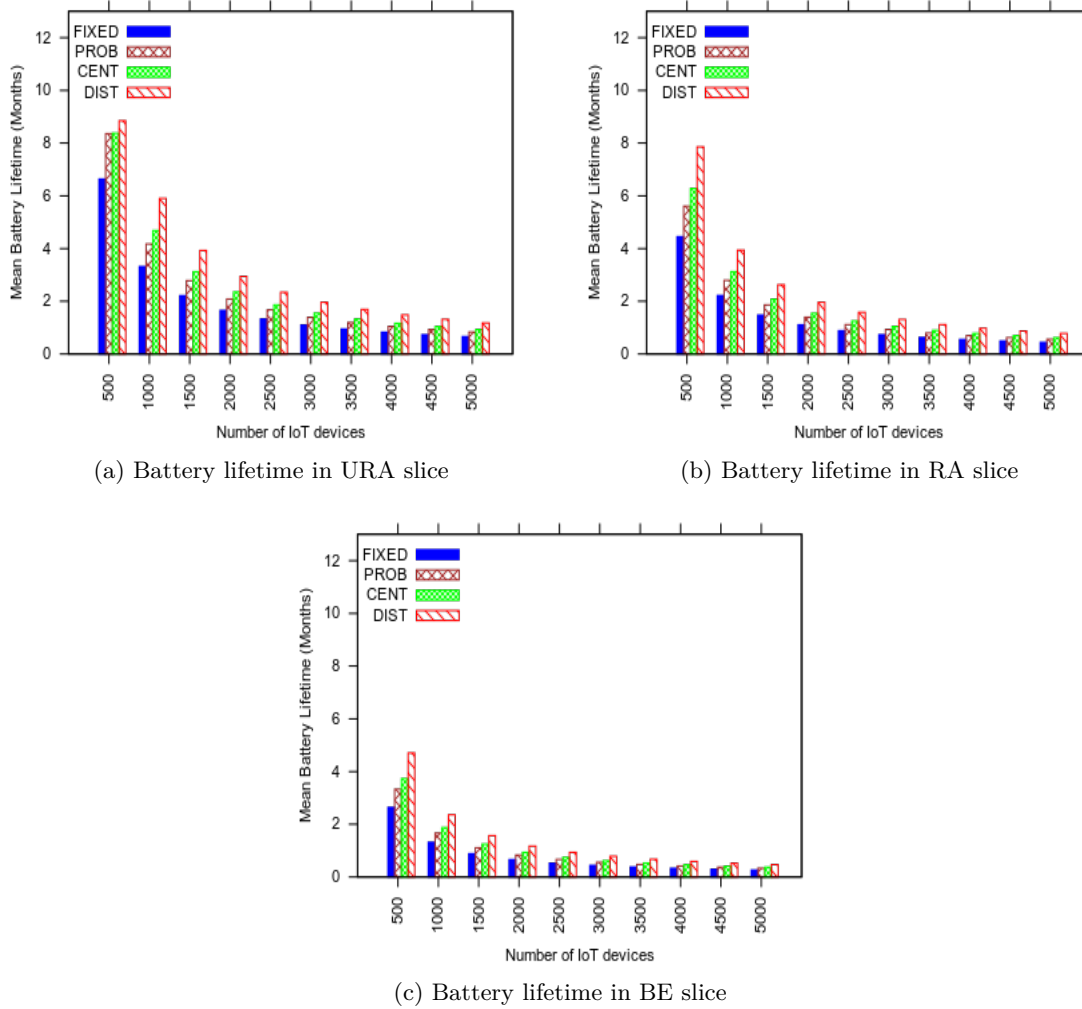 12
10
8
6
4
2
0
Mean Battery Lifetime (Months)
FIXED
PROB
CENT
DIST
500
1000
1500
2000
2500
3000
3500
4000
4500
5000
Number of IoT devices
(a) Battery lifetime in URA slice
12
10
8
6
4
2
0
Mean Battery Lifetime (Months)
FIXED
PROB
CENT
DIST
500
1000
1500
2000
2500
3000
3500
4000
4500
5000
Number of IoT devices
(b) Battery lifetime in RA slice
12
10
8
6
4
2
0
Mean Battery Lifetime (Months)
FIXED
PROB
CENT
DIST
500
1000
1500
2000
2500
3000
3500
4000
4500
5000
Number of IoT devices
(c) Battery lifetime in BE slice